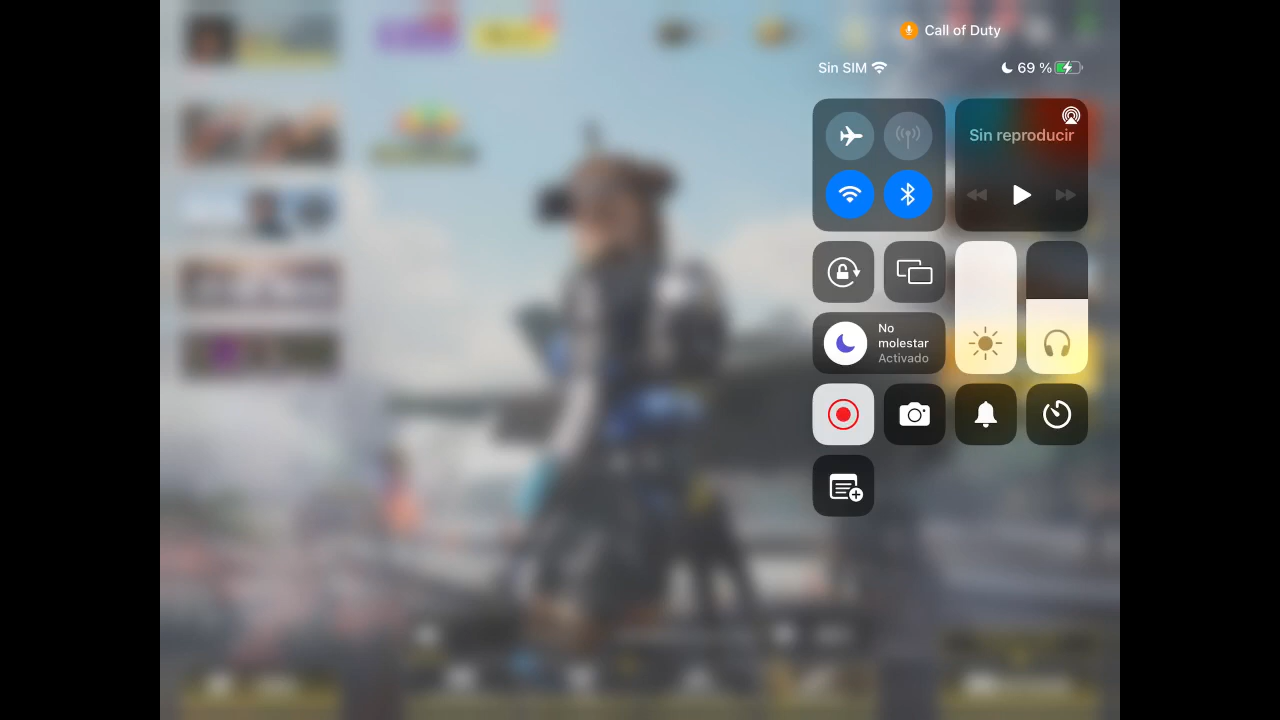 Call of Duty
Sin SIM
69 %
Sin reproducir
No
molestar
Activado